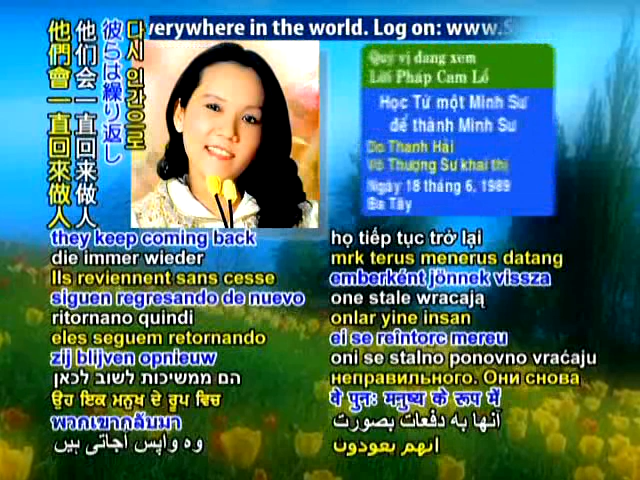 verywhere in the world. Log on: www.S
다시 인간으로
彼らは繰り返し
他们会一直回来做人
他們會一直回來做人
Quý vị đang xem
Lời Pháp Cam Lồ
Học Từ một Minh Sư
để thành Minh Sư
Do Thanh Hải
Vô Thượng Sư khai thị
Ngày 18 tháng 6, 1989
Ba Tây
they keep coming back
die immer wieder
Ils reviennent sans cesse
siguen regresando de nuevo
ritornano quindi
eles seguem retornando
zij blijven opnieuw
הם ממשיכות לשוב לכאן
ਉਹ ਇਕ ਮਨੁਖ ਦੇ ਰੂਪ ਵਿਚ
พวกเขากลับมา
وہ واپس آجاتی ہیں
họ tiếp tục trở lại
mrk terus menerus datang
emberként jönnek vissza
one stale wracają
onlar yine insan
ei se reîntorc mereu
oni se stalno ponovno vraćaju
неправильного. Они снова
वे पुनः मनुष्य के रूप में
آنها به دفعات بصورت
انهم يعودون